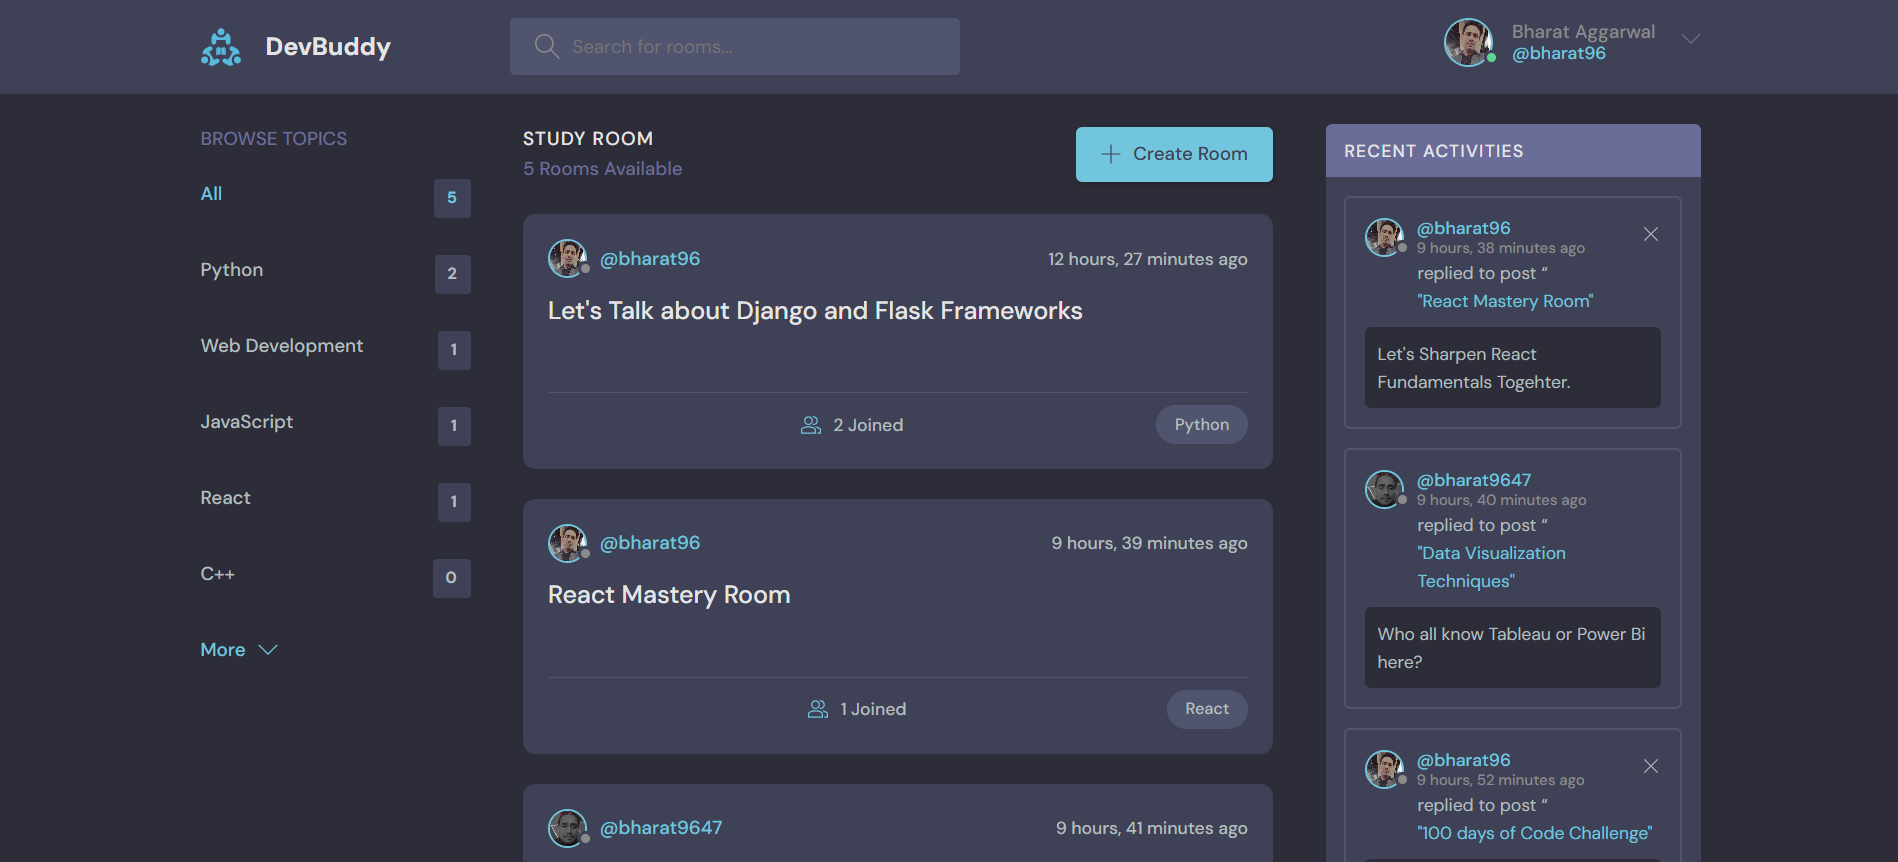 DevBuddy
Search for rooms...
Bharat Aggarwal
@bharat96
BROWSE TOPICS
All 5
Python 2
Web Development 1
JavaScript 1
React 1
C++ 0
More
STUDY ROOM
5 Rooms Available
Create Room
@bharat96 12 hours, 27 minutes ago
Let's Talk about Django and Flask Frameworks
2 Joined Python
@bharat96 9 hours, 39 minutes ago
React Mastery Room
1 Joined React
@bharat9647 9 hours, 41 minutes ago
RECENT ACTIVITIES
@bharat96
9 hours, 38 minutes ago
replied to post “
"React Mastery Room"
Let's Sharpen React
Fundamentals Togehter.
@bharat9647
9 hours, 40 minutes ago
replied to post “
"Data Visualization
Techniques"
Who all know Tableau or Power Bi
here?
@bharat96
9 hours, 52 minutes ago
replied to post “
"100 days of Code Challenge"